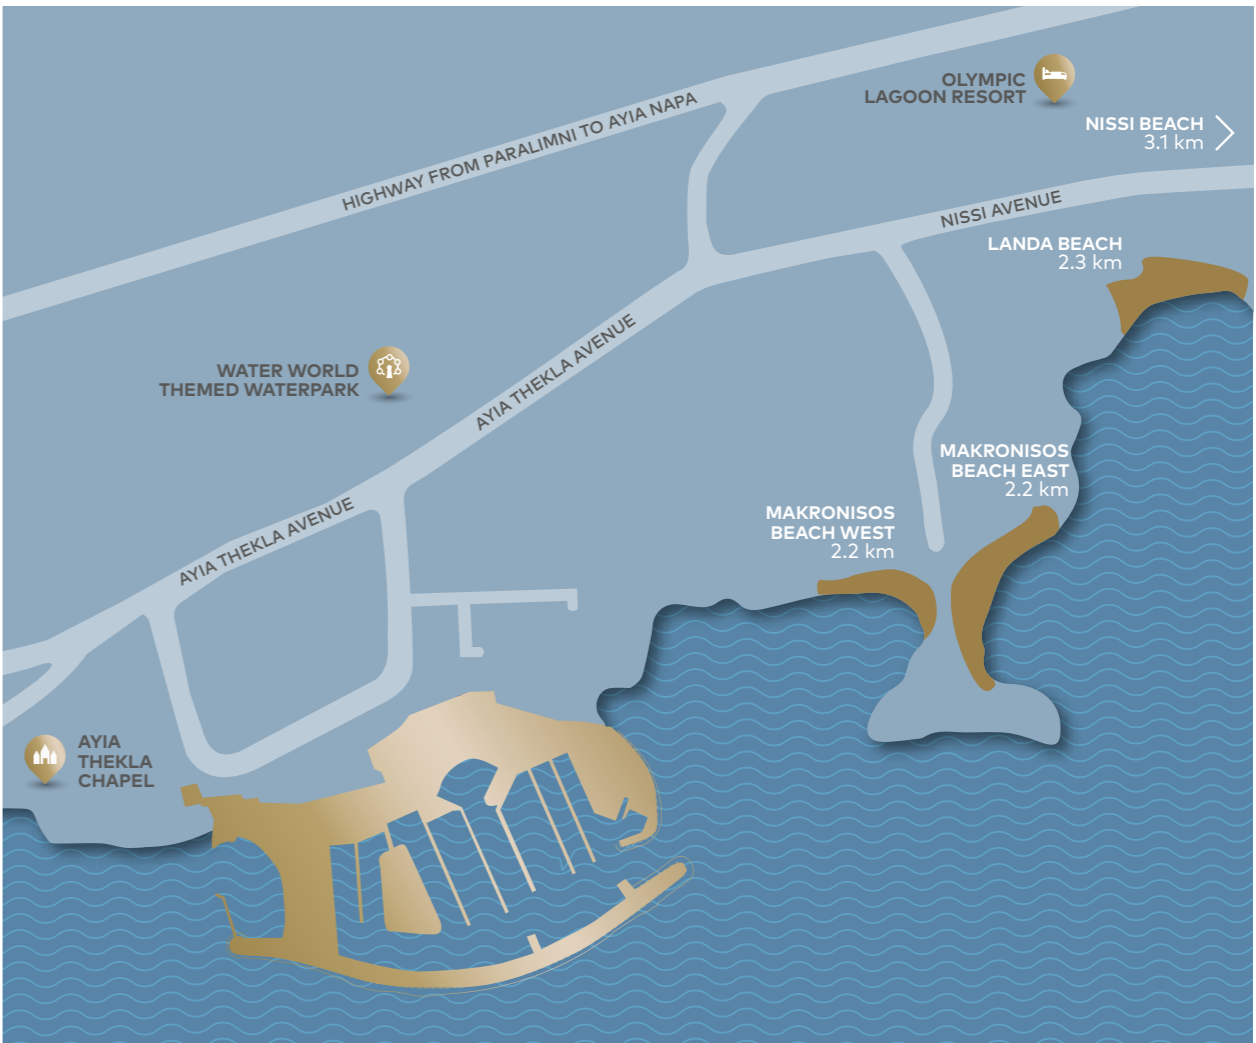 OLYMPIC
LAGOON RESORT
NISSI BEACH
3.1 km
HIGHWAY FROM PARALIMNI TO AYIA NAPA
NISSI AVENUE
LANDA BEACH
2.3 km
WATER WORLD
THEMED WATERPARK
AYIA THEKLA AVENUE
MAKRONISOS
BEACH EAST
2.2 km
MAKRONISOS
BEACH WEST
2.2 km
AYIA THEKLA AVENUE
AYIA
THEKLA
CHAPEL